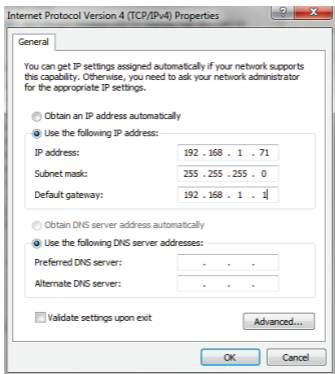 Internet Protocol Version 4 (TCP/IPv4) Properties
General
You can get IP settings assigned automatically if your network supports
this capability. Otherwise, you need to ask your network administrator
for the appropriate IP settings.
Obtain an IP address automatically
Use the following IP address:
IP address: 192 . 168 . 1 . 71
Subnet mask: 255 . 255 . 255 . 0
Default gateway: 192 . 168 . 1 . 1
Obtain DNS server address automatically
Use the following DNS server addresses:
Preferred DNS server: . . .
Alternate DNS server: . . .
Validate settings upon exit
Advanced...
OK Cancel